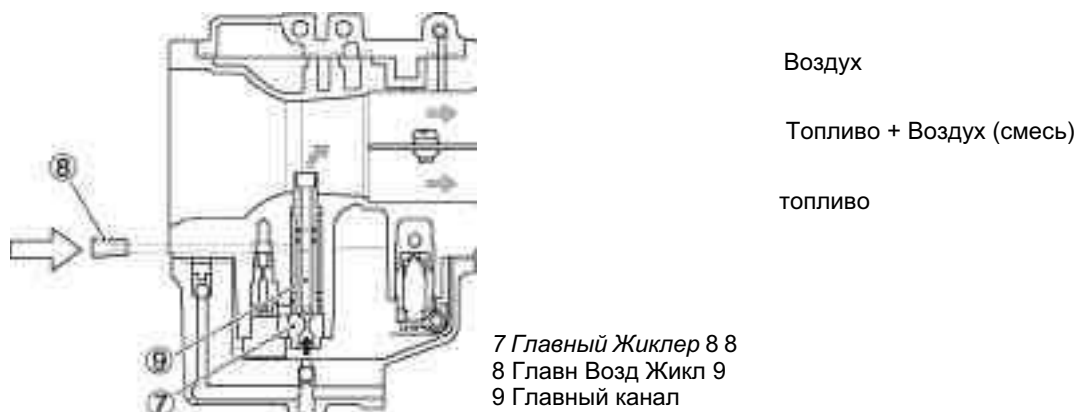 Воздух
Топливо + Воздух (смесь)
топливо
⑧
⑨
⑦
7 Главный Жиклер 8 8
8 Главн Возд Жикл 9
9 Главный канал